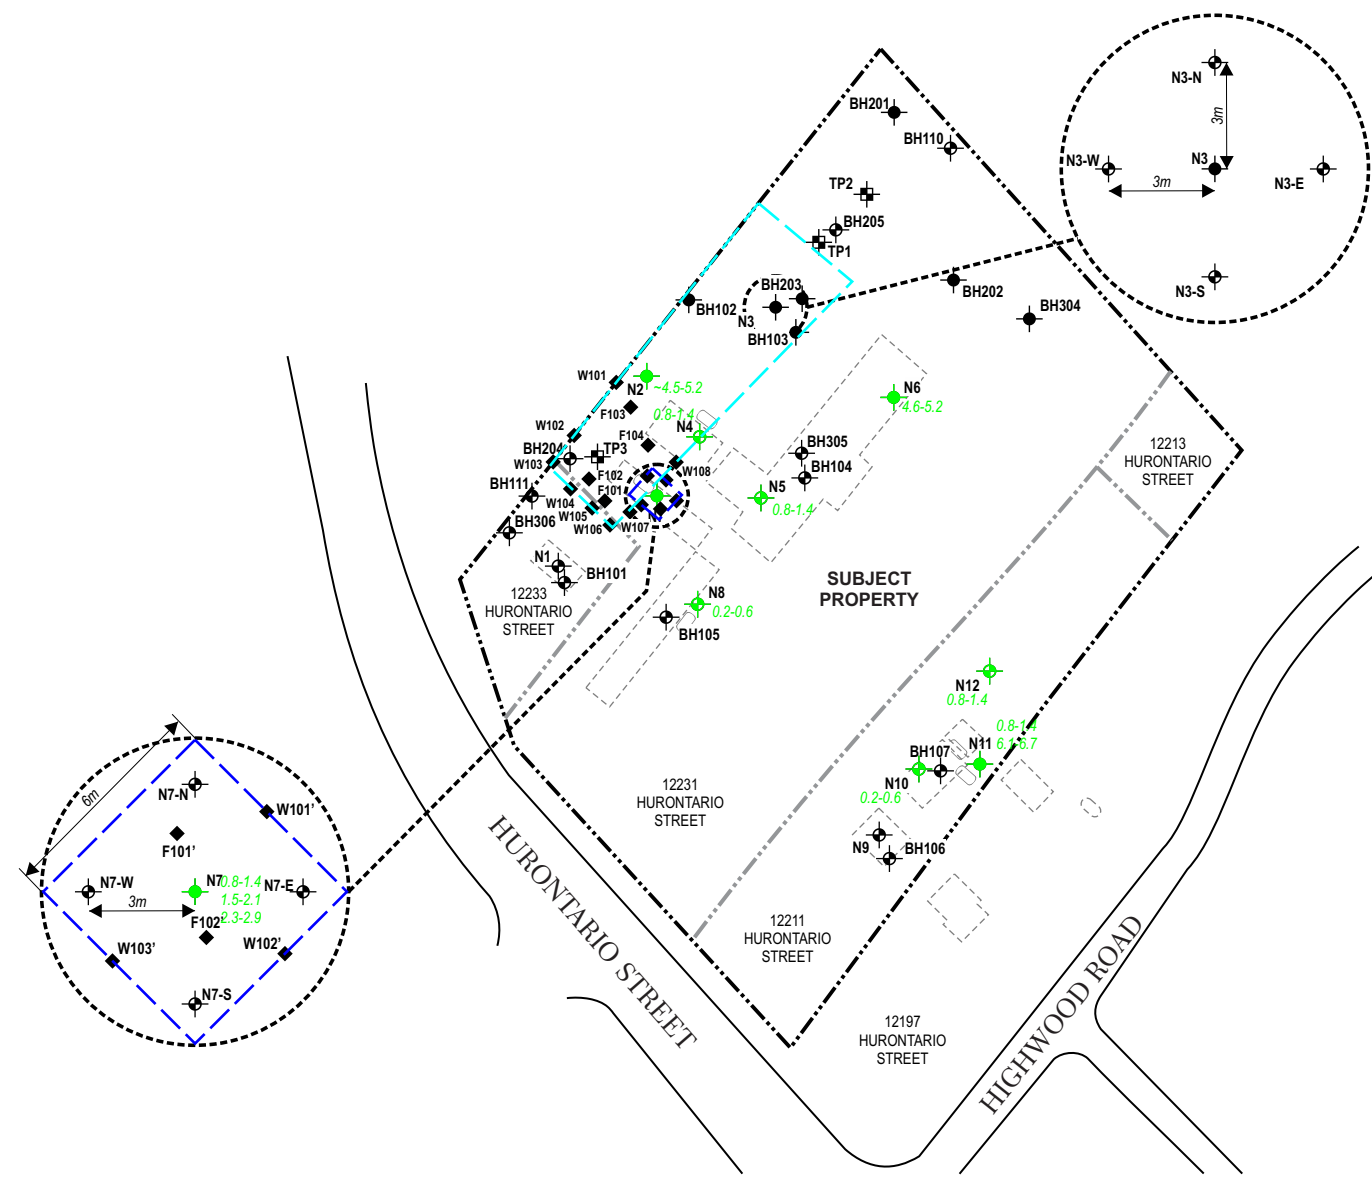 N3-N
3m
N3-W
N3
3m
N3-E
N3-S
BH201
BH110
TP2
BH205
TP1
BH203
BH202
BH102
N3
BH304
BH103
W101
N2
~4.5-5.2
F103
0.8-1.4
N4
N6
4.6-5.2
W102
F104
BH204
TP3
W103
W108
BH305
BH104
BH111
F102
F101
W104
W105
W106
W107
N5
0.8-1.4
BH306
12213
HURONTARIO
STREET
N1
BH101
12233
HURONTARIO
STREET
SUBJECT
PROPERTY
N8
0.2-0.6
BH105
N12
0.8-1.4
0.8-1.4
6.1-6.7
N11
BH107
N10
0.2-0.6
N9
BH106
12231
HURONTARIO
STREET
6m
N7-N
W101'
F101'
N7-W
N7
0.8-1.4
1.5-2.1
2.3-2.9
N7-E
3m
F102'
W103'
W102'
N7-S
HURONTARIO STREET
12211
HURONTARIO
STREET
12197
HURONTARIO
STREET
HIGHWOOD ROAD